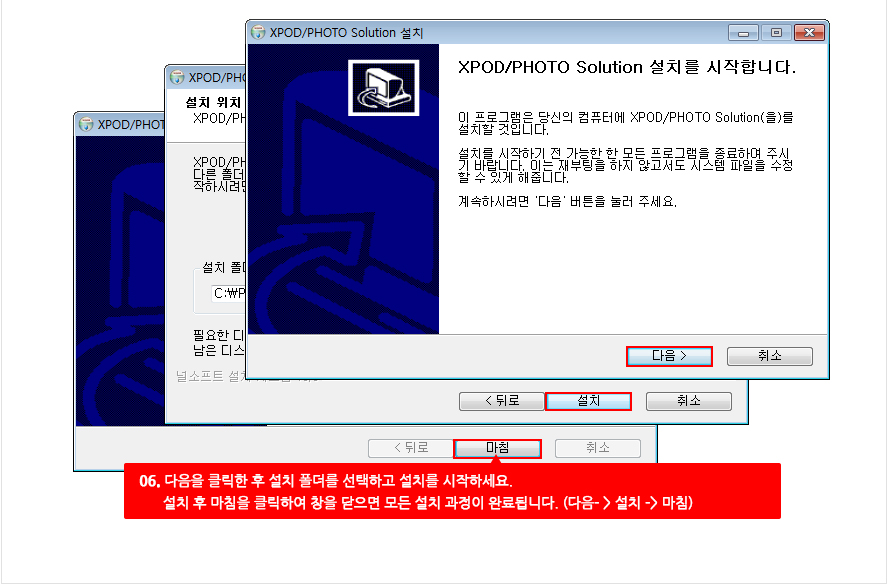 XPOD/PHOTO Solution 설치
XPOD/PHOTO Solution 설치를 시작합니다.
이 프로그램은 당신의 컴퓨터에 XPOD/PHOTO Solution(을)를
설치할 것입니다.
설치를 시작하기 전 가능한 한 모든 프로그램을 종료하여 주시
기 바랍니다. 이는 재부팅을 하지 않고서도 시스템 파일을 수정
할 수 있게 해줍니다.
계속하시려면 '다음' 버튼을 눌러 주세요.
다음 >
취소
XPOD/PHO
설치 위치
XPOD/PH
XPOD/PH
다른 폴더
작하시려면
설치 폴더
C:\P
필요한 디
남은 디스
널소프트 설치
< 뒤로
설치
취소
XPOD/PHOT
< 뒤로
마침
취소
06. 다음을 클릭한 후 설치 폴더를 선택하고 설치를 시작하세요.
설치 후 마침을 클릭하여 창을 닫으면 모든 설치 과정이 완료됩니다. (다음- > 설치 -> 마침)